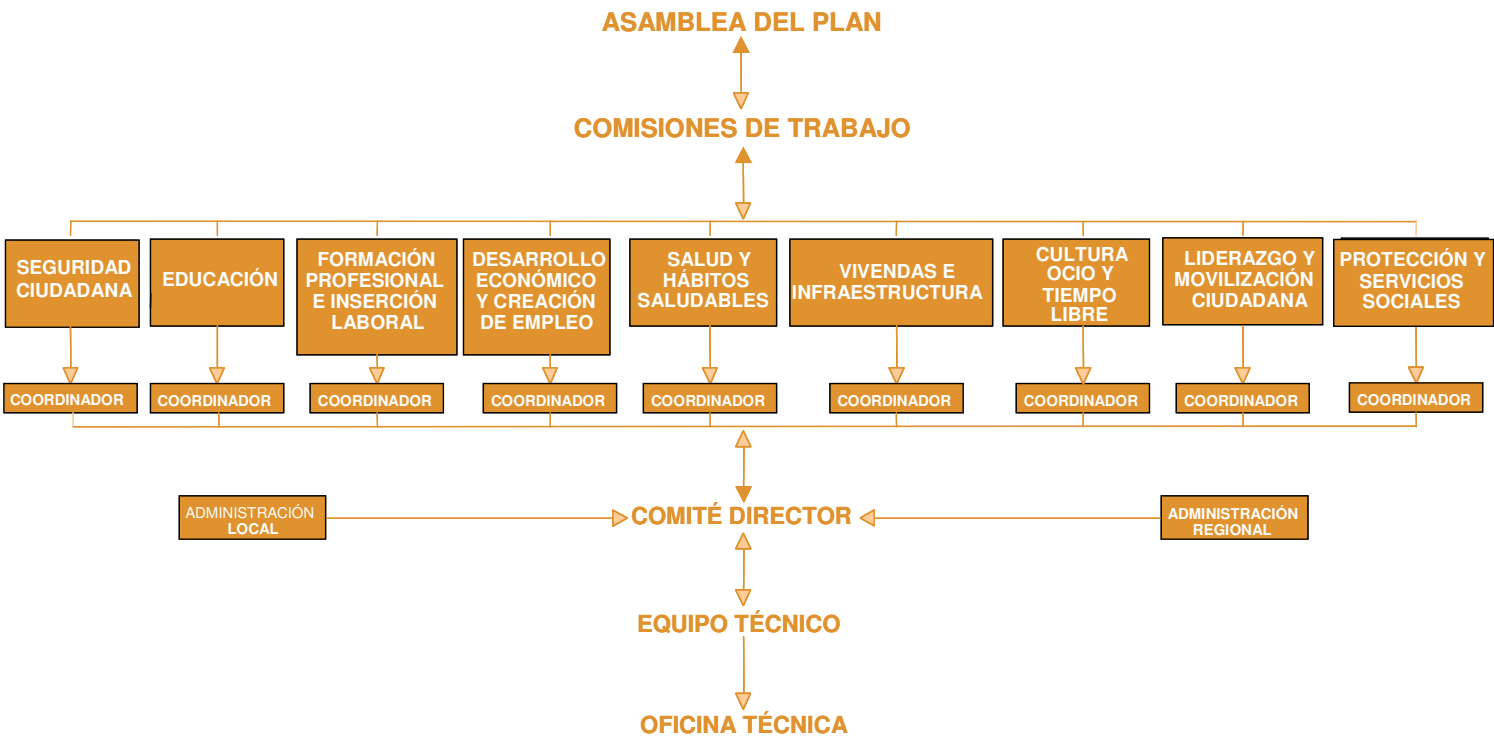 ASAMBLEA DEL PLAN
COMISIONES DE TRABAJO
SEGURIDAD
CIUDADANA
EDUCACIÓN
FORMACIÓN
PROFESIONAL
E INSERCIÓN
LABORAL
DESARROLLO
ECONÓMICO
Y CREACIÓN
DE EMPLEO
SALUD Y
HÁBITOS
SALUDABLES
VIVIENDAS E
INFRAESTRUCTURA
CULTURA
OCIO Y
TIEMPO
LIBRE
LIDERAZGO Y
MOVILIZACIÓN
CIUDADANA
PROTECCIÓN Y
SERVICIOS
SOCIALES
COORDINADOR
COORDINADOR
COORDINADOR
COORDINADOR
COORDINADOR
COORDINADOR
COORDINADOR
COORDINADOR
COORDINADOR
ADMINISTRACIÓN
LOCAL
COMITÉ DIRECTOR
ADMINISTRACIÓN
REGIONAL
EQUIPO TÉCNICO
OFICINA TÉCNICA